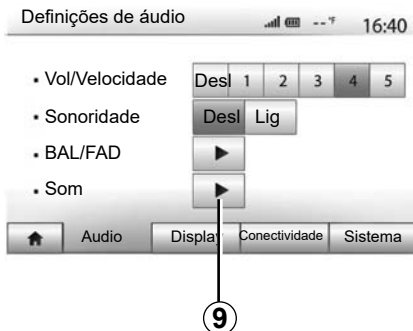 Definições de áudio --°F 16:40
• Vol/Velocidade Desl 1 2 3 4 5
• Sonoridade Desl Lig
• BAL/FAD
• Som
Audio Display Conectividade Sistema
9